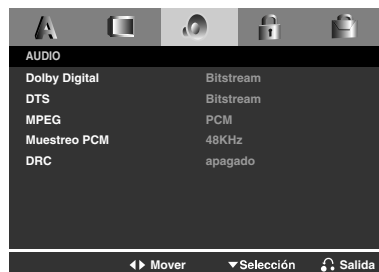 A
AUDIO
Dolby Digital Bitstream
DTS Bitstream
MPEG PCM
Muestreo PCM 48KHz
DRC apagado
Mover Selección Salida